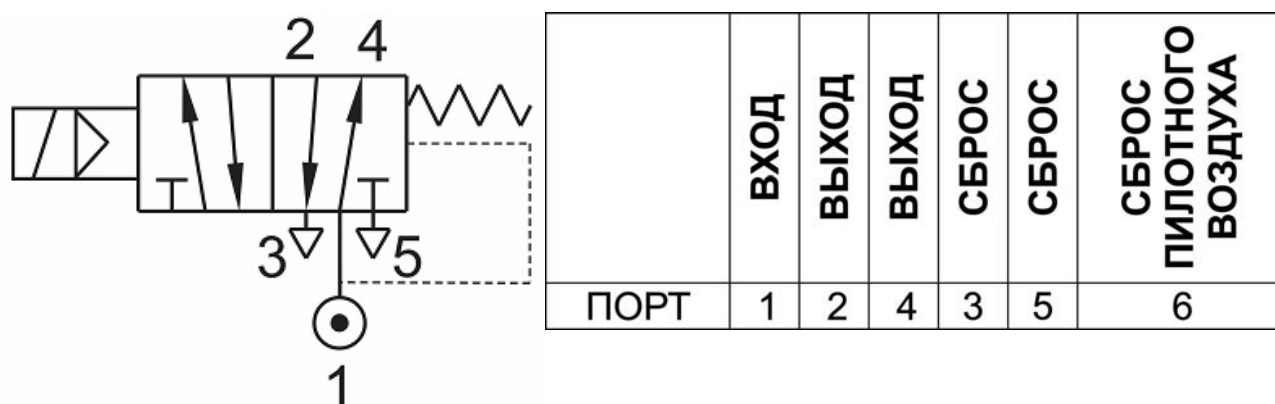 2 4
3 5
1
ВХОД
ВЫХОД
ВЫХОД
СБРОС
СБРОС
СБРОС
ПИЛОТНОГО
ВОЗДУХА
ПОРТ 1 2 4 3 5 6